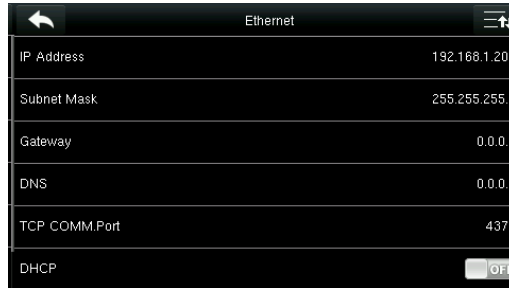 Ethernet
IP Address 192.168.1.20
Subnet Mask 255.255.255.
Gateway 0.0.0.
DNS 0.0.0.
TCP COMM.Port 437
DHCP OFF